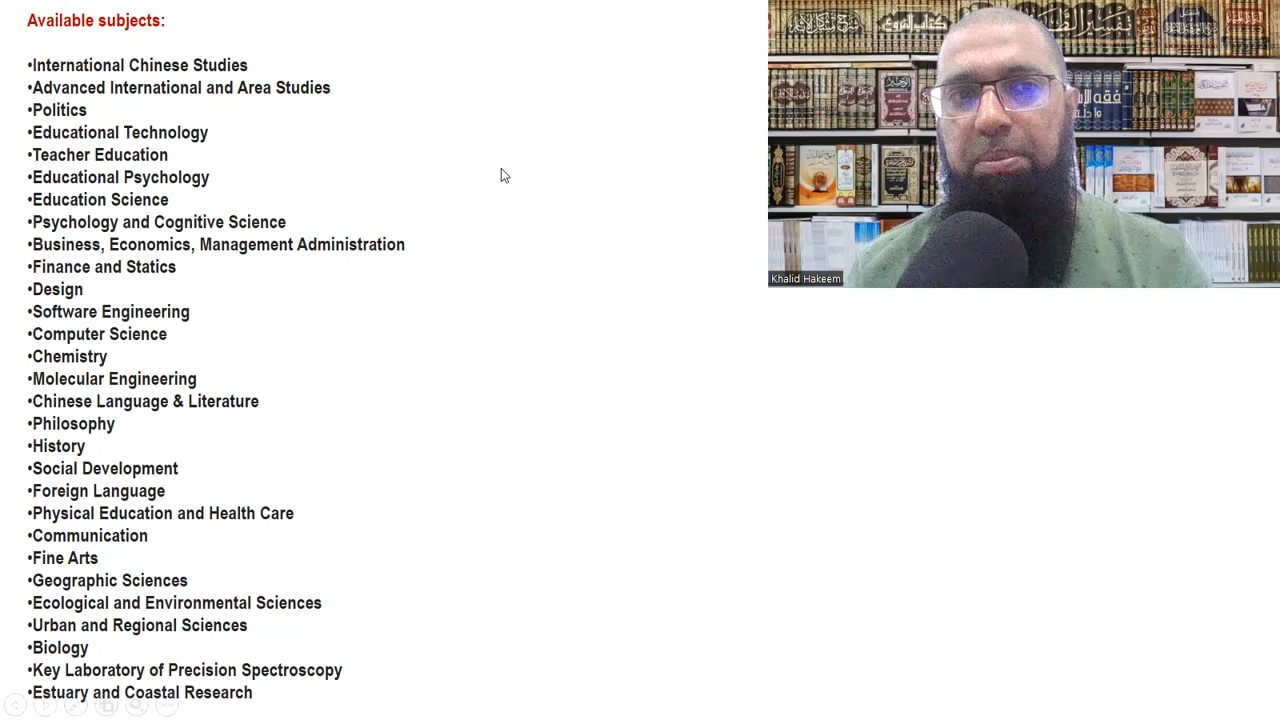 Available subjects:
•International Chinese Studies
•Advanced International and Area Studies
•Politics
•Educational Technology
•Teacher Education
•Educational Psychology
•Education Science
•Psychology and Cognitive Science
•Business, Economics, Management Administration
•Finance and Statics
•Design
•Software Engineering
•Computer Science
•Chemistry
•Molecular Engineering
•Chinese Language & Literature
•Philosophy
•History
•Social Development
•Foreign Language
•Physical Education and Health Care
•Communication
•Fine Arts
•Geographic Sciences
•Ecological and Environmental Sciences
•Urban and Regional Sciences
•Biology
•Key Laboratory of Precision Spectroscopy
•Estuary and Coastal Research
Khalid Hakeem